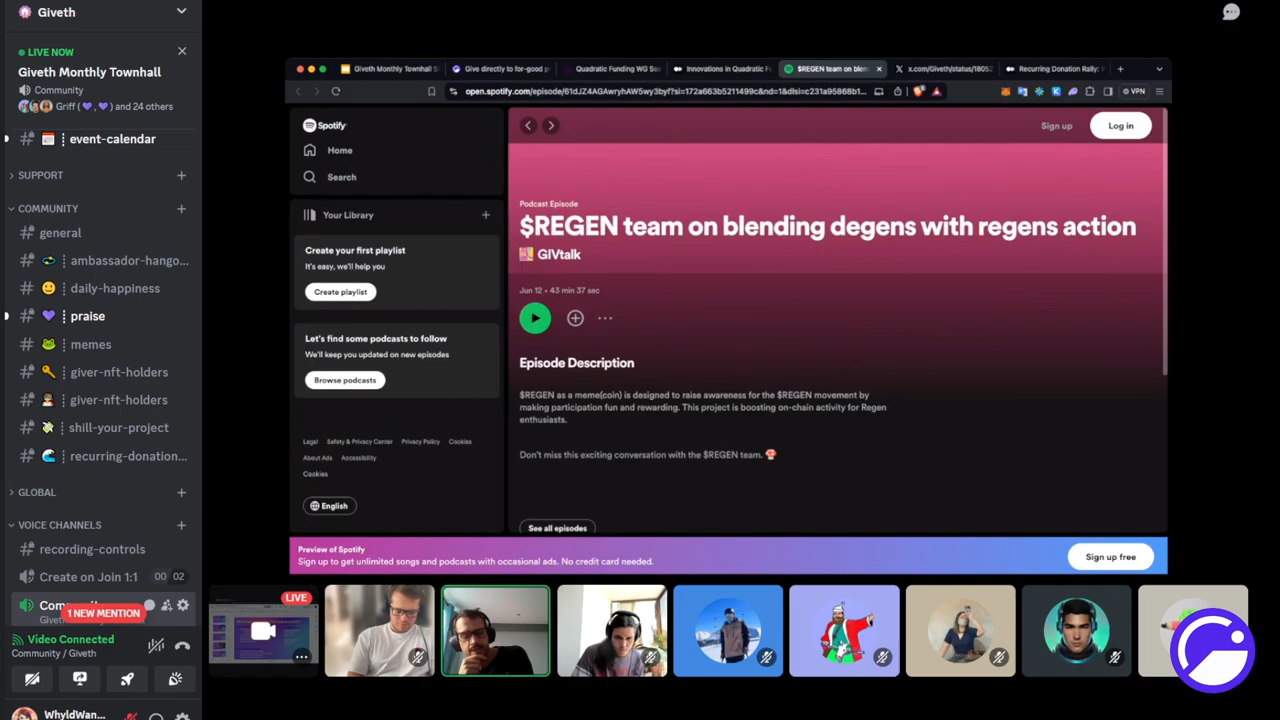 Giveth
LIVE NOW
Giveth Monthly Townhall
Community
Griff (💜,💜) and 24 others
# event-calendar
SUPPORT
COMMUNITY
# general
# ambassador-hango...
# daily-happiness
# praise
# memes
# giver-nft-holders
# giver-nft-holders
# shill-your-project
# recurring-donation...
GLOBAL
VOICE CHANNELS
# recording-controls
Create on Join 1:1 00 02
1 NEW MENTION
Video Connected
Community / Giveth
WhyldWan...
Giveth Monthly Townhall
Give directly to for-good p
Quadratic Funding WG Se
Innovations in Quadratic F
$REGEN team on blen
x.com/Giveth/status/1805
Recurring Donation Rally:
open.spotify.com/episode/61dJZ4AGAwryhAW5wy3byf?si=172a663b5211499c&nd=1&dlsi=c231a95868b1...
VPN
Spotify
Home
Search
Your Library
Create your first playlist
It's easy, we'll help you
Create playlist
Let's find some podcasts to follow
We'll keep you updated on new episodes
Browse podcasts
Legal Safety & Privacy Center Privacy Policy Cookies
About Ads Accessibility
Cookies
English
Sign up
Log in
Podcast Episode
$REGEN team on blending degens with regens action
GIVtalk
Jun 12 • 43 min 37 sec
Episode Description
$REGEN as a meme(coin) is designed to raise awareness for the $REGEN movement by
making participation fun and rewarding. This project is boosting on-chain activity for Regen
enthusiasts.
Don't miss this exciting conversation with the $REGEN team. 🍄
See all episodes
Preview of Spotify
Sign up to get unlimited songs and podcasts with occasional ads. No credit card needed.
Sign up free
LIVE